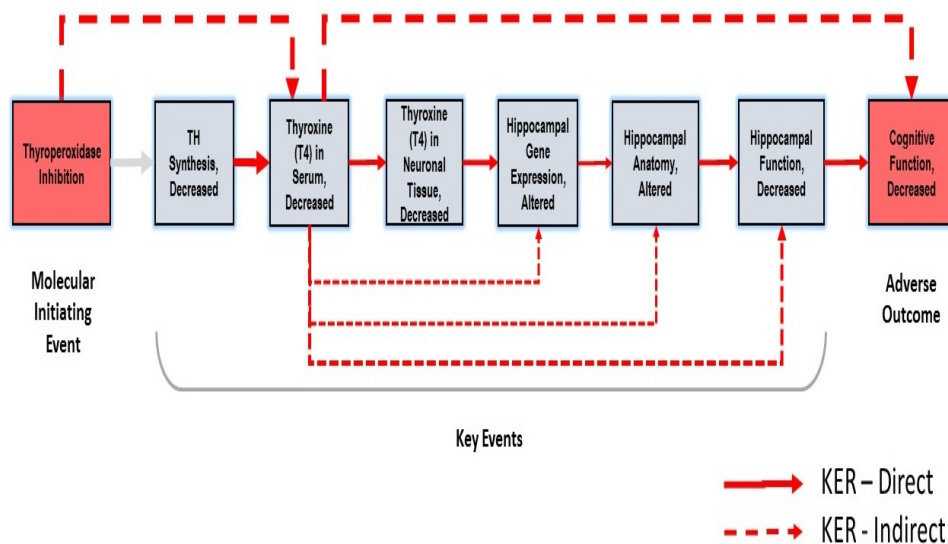 Thyroperoxidase
Inhibition
TH
Synthesis,
Decreased
Thyroxine
(T4) in
Serum,
Decreased
Thyroxine
(T4) in
Neuronal
Tissue,
Decreased
Hippocampal
Gene
Expression,
Altered
Hippocampal
Anatomy,
Altered
Hippocampal
Function,
Decreased
Cognitive
Function,
Decreased
Molecular
Initiating
Event
Adverse
Outcome
Key Events
KER – Direct
KER - Indirect